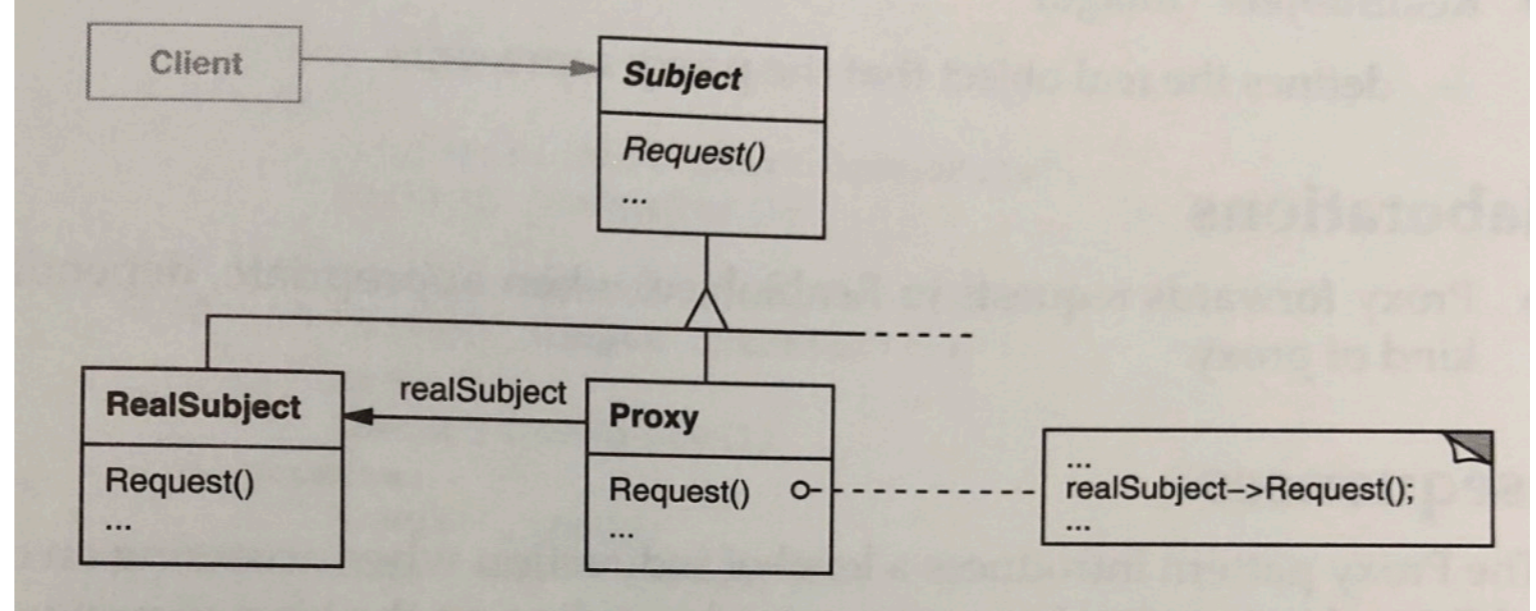 Client
Subject
Request()
...
RealSubject
Request()
...
realSubject
Proxy
Request()
...
...
realSubject–>Request();
...